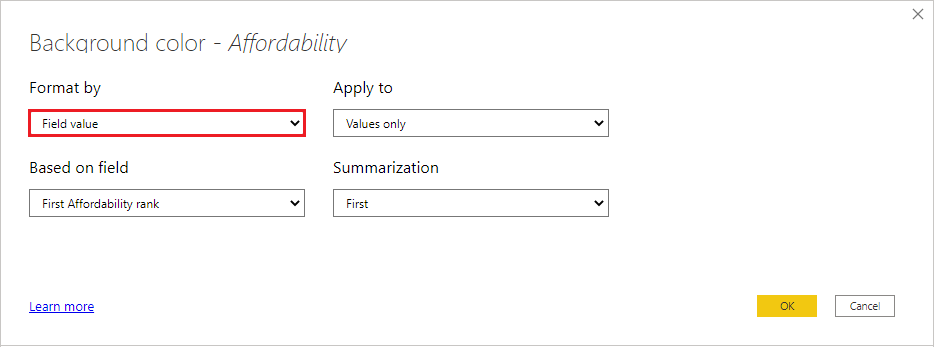 Background color - Affordability
Format by
Apply to
Field value
Values only
Based on field
Summarization
First Affordability rank
First
Learn more
OK
Cancel